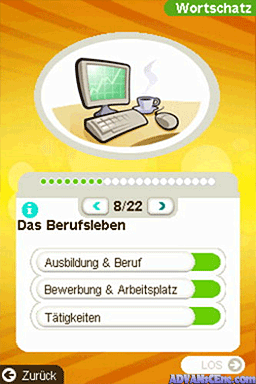 Wortschatz
8/22
Das Berufsleben
Ausbildung & Beruf
Bewerbung & Arbeitsplatz
Tätigkeiten
LOS
Zurück
ADVANsCEne.com